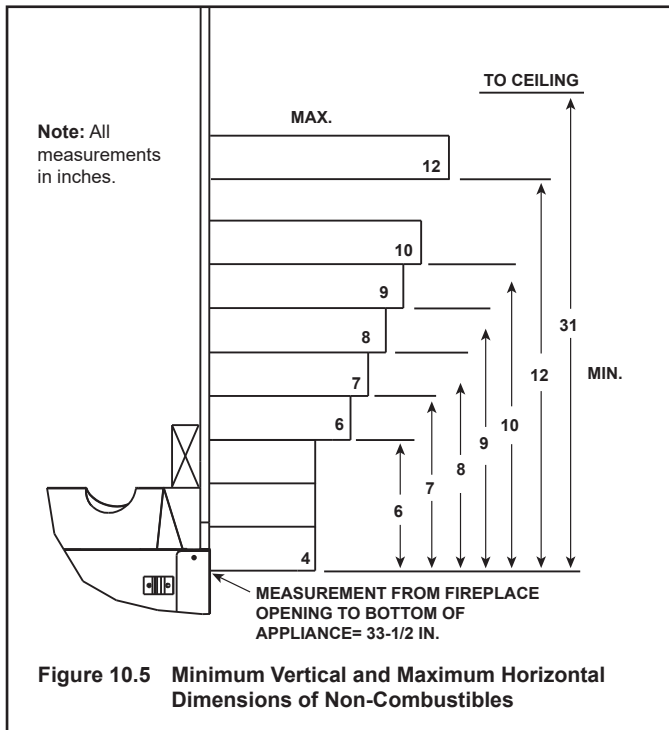 TO CEILING
Note: All
measurements
in inches.
MAX.
12
10
9
8
7
6
4
6
7
8
9
10
12
31
MIN.
MEASUREMENT FROM FIREPLACE
OPENING TO BOTTOM OF
APPLIANCE= 33-1/2 IN.
Figure 10.5 Minimum Vertical and Maximum Horizontal
Dimensions of Non-Combustibles